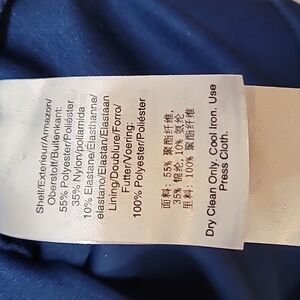 Shell/Exterieur/Armazon/
Oberstoff/Buitenkant:
55% Polyester/Poliéster
35% Nylon/poliamida
10% Elastane/Elasthanne/
elastano/Elastan/Elastaan
Lining/Doublure/Forro/
Futter/Voering:
100% Polyester/Poliéster
面料: 55% 聚酯纤维,
35% 锦纶, 10% 氨纶
里料: 100% 聚酯纤维
Dry Clean Only. Cool Iron. Use
Press Cloth.